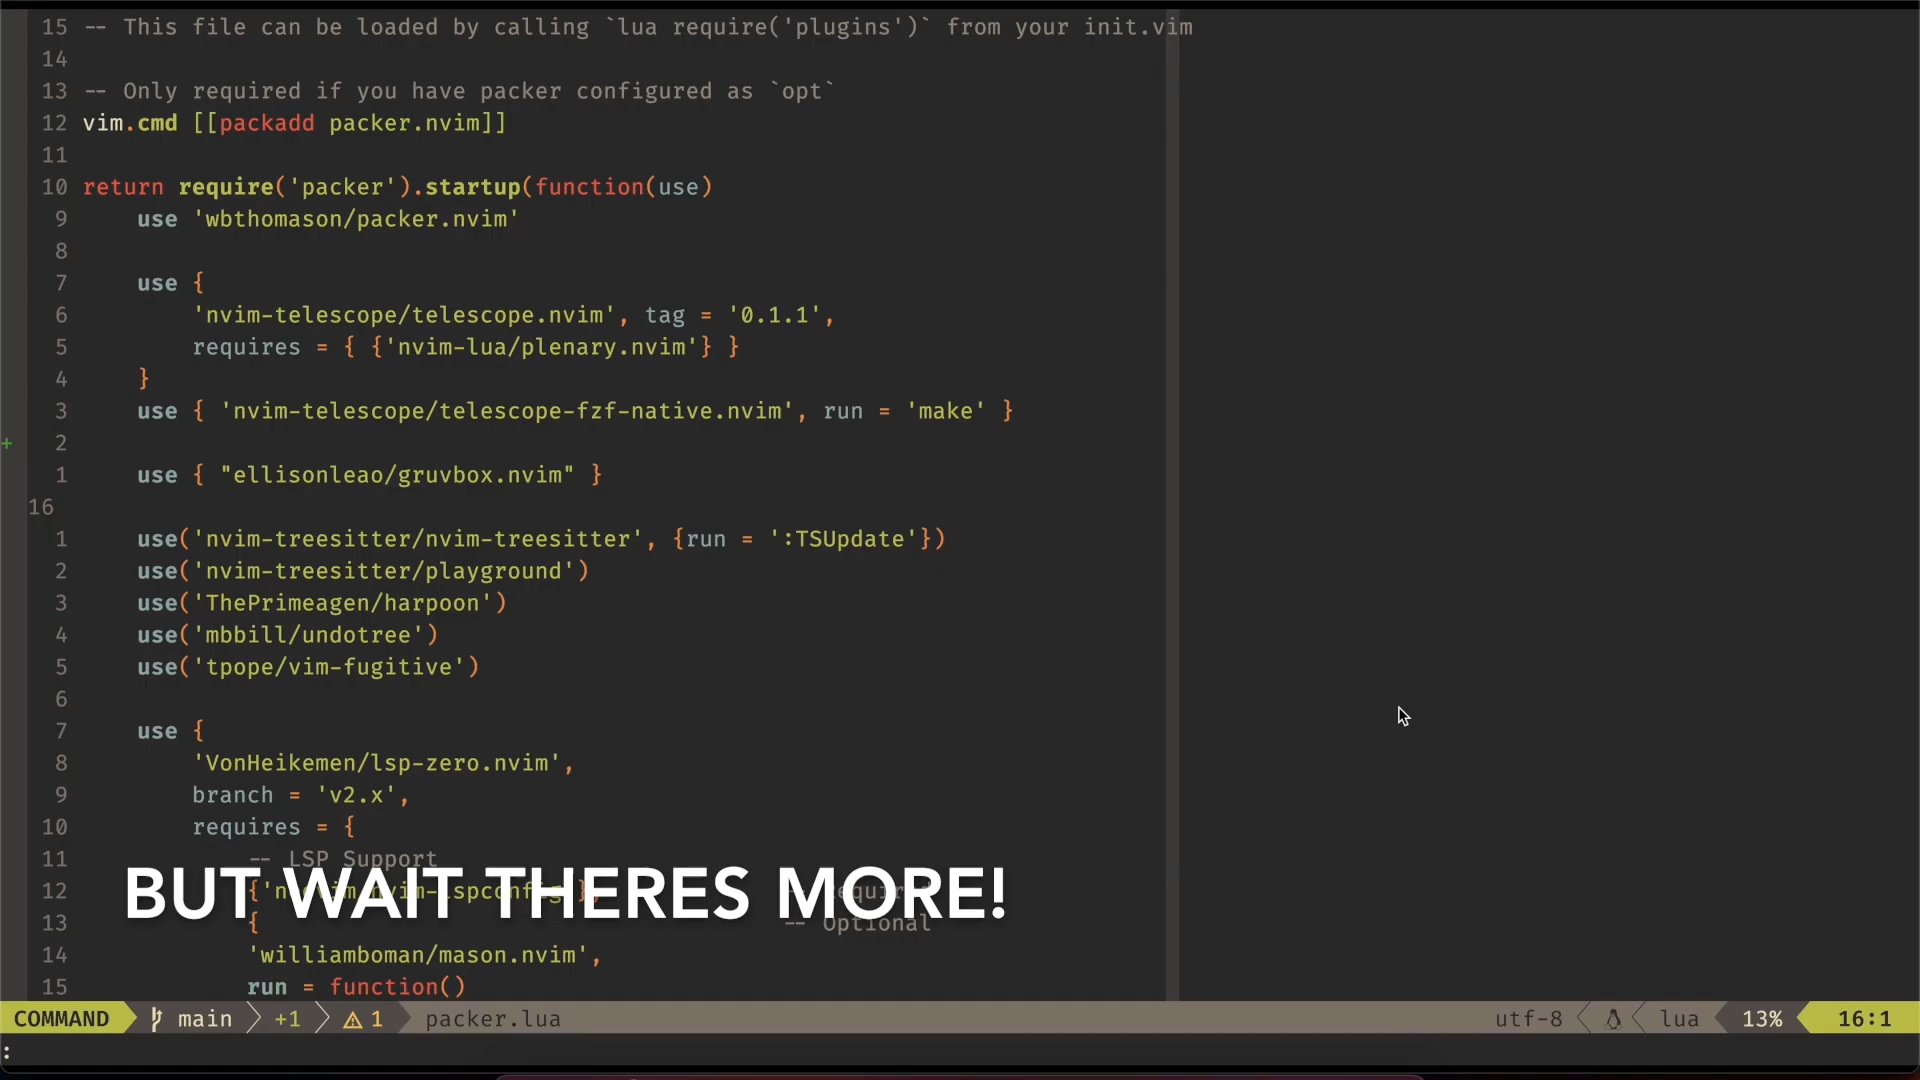 15 -- This file can be loaded by calling `lua require('plugins')` from your init.vim
14
13 -- Only required if you have packer configured as `opt`
12 vim.cmd [[packadd packer.nvim]]
11
10 return require('packer').startup(function(use)
9 use 'wbthomason/packer.nvim'
8
7 use {
6 'nvim-telescope/telescope.nvim', tag = '0.1.1',
5 requires = { {'nvim-lua/plenary.nvim'} }
4 }
3 use { 'nvim-telescope/telescope-fzf-native.nvim', run = 'make' }
+ 2
1 use { "ellisonleao/gruvbox.nvim" }
16
1 use('nvim-treesitter/nvim-treesitter', {run = ':TSUpdate'})
2 use('nvim-treesitter/playground')
3 use('ThePrimeagen/harpoon')
4 use('mbbill/undotree')
5 use('tpope/vim-fugitive')
6
7 use {
8 'VonHeikemen/lsp-zero.nvim',
9 branch = 'v2.x',
10 requires = {
11 -- LSP Support
12
BUT WAIT THERES MORE!
13 { -- Optional
14 'williamboman/mason.nvim',
15 run = function()
COMMAND main +1 1 packer.lua utf-8 lua 13% 16:1
: